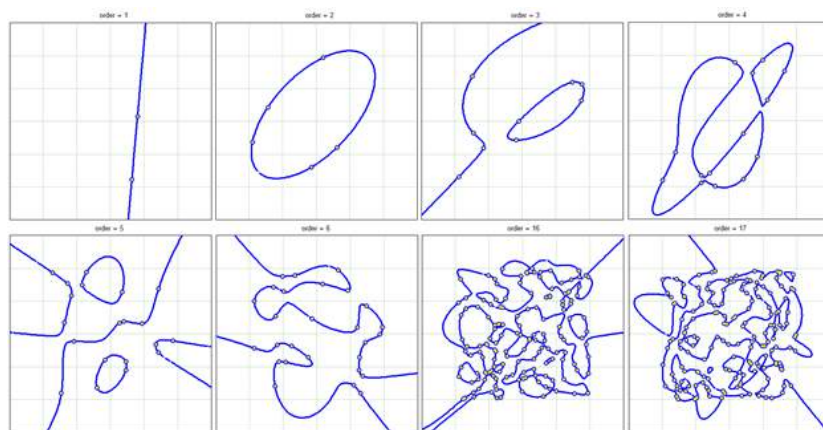 order = 1
order = 2
order = 3
order = 4
order = 5
order = 6
order = 16
order = 17